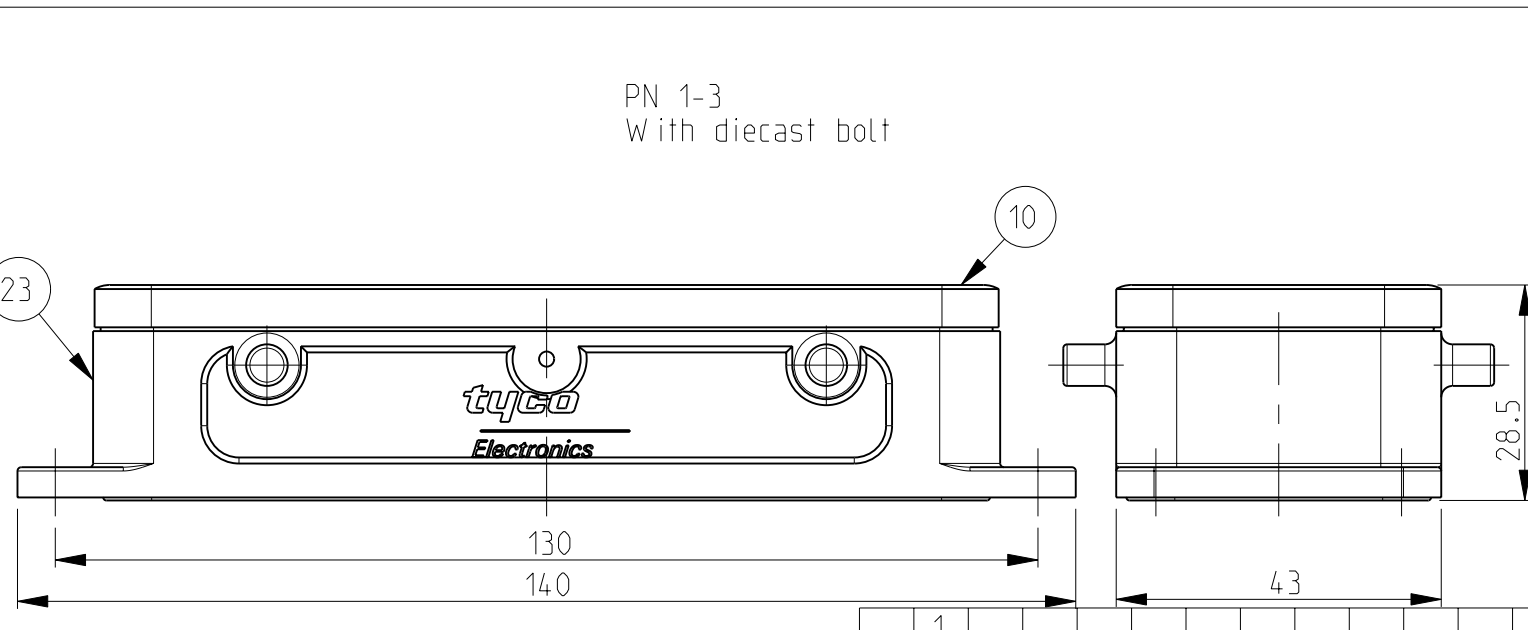 PN 1-3
With diecast bolt
10
23
tyco
Electronics
28.5
130
140
43
1